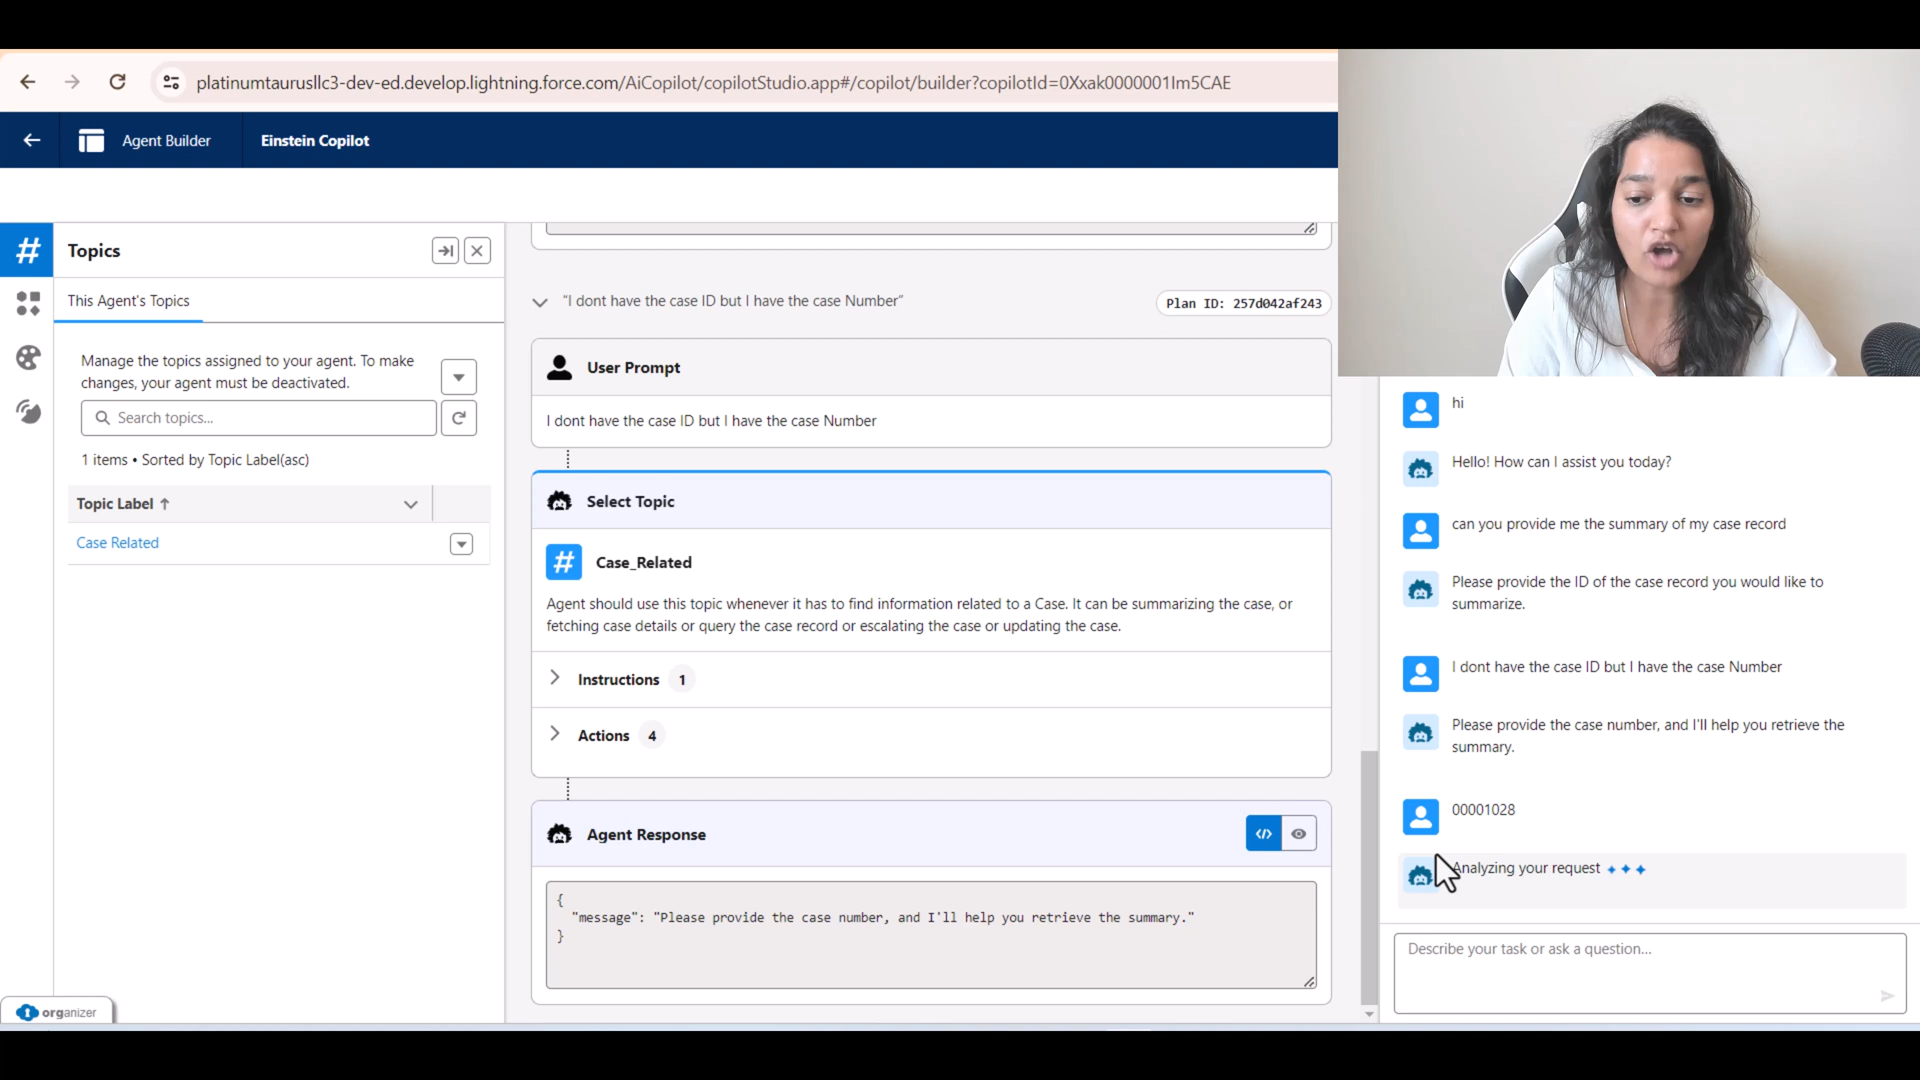 platinumtaurusllc3-dev-ed.develop.lightning.force.com/AiCopilot/copilotStudio.app#/copilot/builder?copilotId=0Xxak0000001Im5CAE
Agent Builder
Einstein Copilot
Topics
This Agent's Topics
Manage the topics assigned to your agent. To make
changes, your agent must be deactivated.
Search topics...
1 items • Sorted by Topic Label(asc)
Topic Label ↑
Case Related
organizer
"I dont have the case ID but I have the case Number"
Plan ID: 257d042af243
User Prompt
I dont have the case ID but I have the case Number
Select Topic
# Case_Related
Agent should use this topic whenever it has to find information related to a Case. It can be summarizing the case, or
fetching case details or query the case record or escalating the case or updating the case.
Instructions 1
Actions 4
Agent Response
</>
{
"message": "Please provide the case number, and I'll help you retrieve the summary."
}
hi
Hello! How can I assist you today?
can you provide me the summary of my case record
Please provide the ID of the case record you would like to
summarize.
I dont have the case ID but I have the case Number
Please provide the case number, and I'll help you retrieve the
summary.
00001028
Analyzing your request
Describe your task or ask a question...